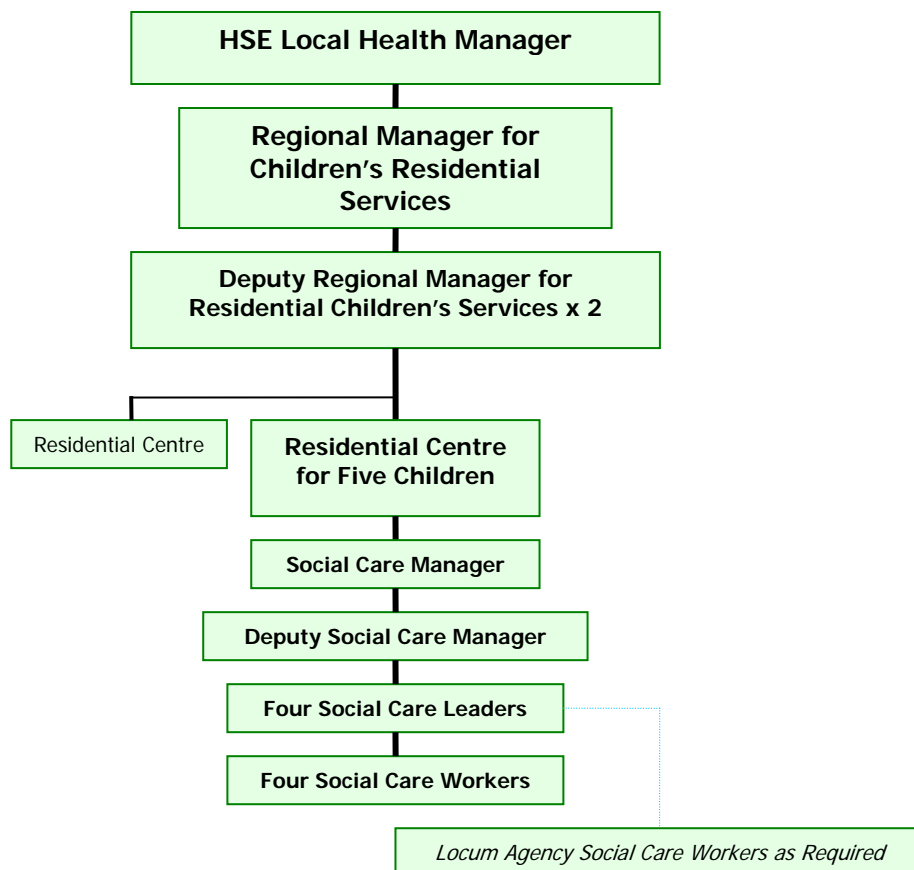 HSE Local Health Manager
Regional Manager for
Children's Residential
Services
Deputy Regional Manager for
Residential Children's Services x 2
Residential Centre
Residential Centre
for Five Children
Social Care Manager
Deputy Social Care Manager
Four Social Care Leaders
Four Social Care Workers
Locum Agency Social Care Workers as Required